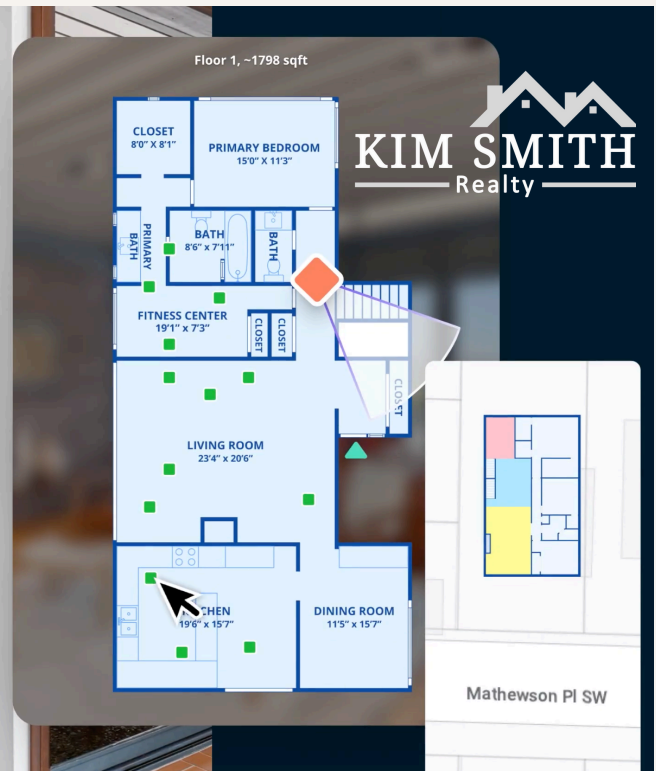 Floor 1, ~1798 sqft
KIM SMITH
Realty
CLOSET
8'0" X 8'1"
PRIMARY BEDROOM
15'0" X 11'3"
PRIMARY
BATH
BATH
8'6" x 7'11"
BATH
FITNESS CENTER
19'1" x 7'3"
CLOSET
CLOSET
CLOSET
LIVING ROOM
23'4" x 20'6"
CHEN
19'6" x 15'7"
DINING ROOM
11'5" x 15'7"
Mathewson Pl SW